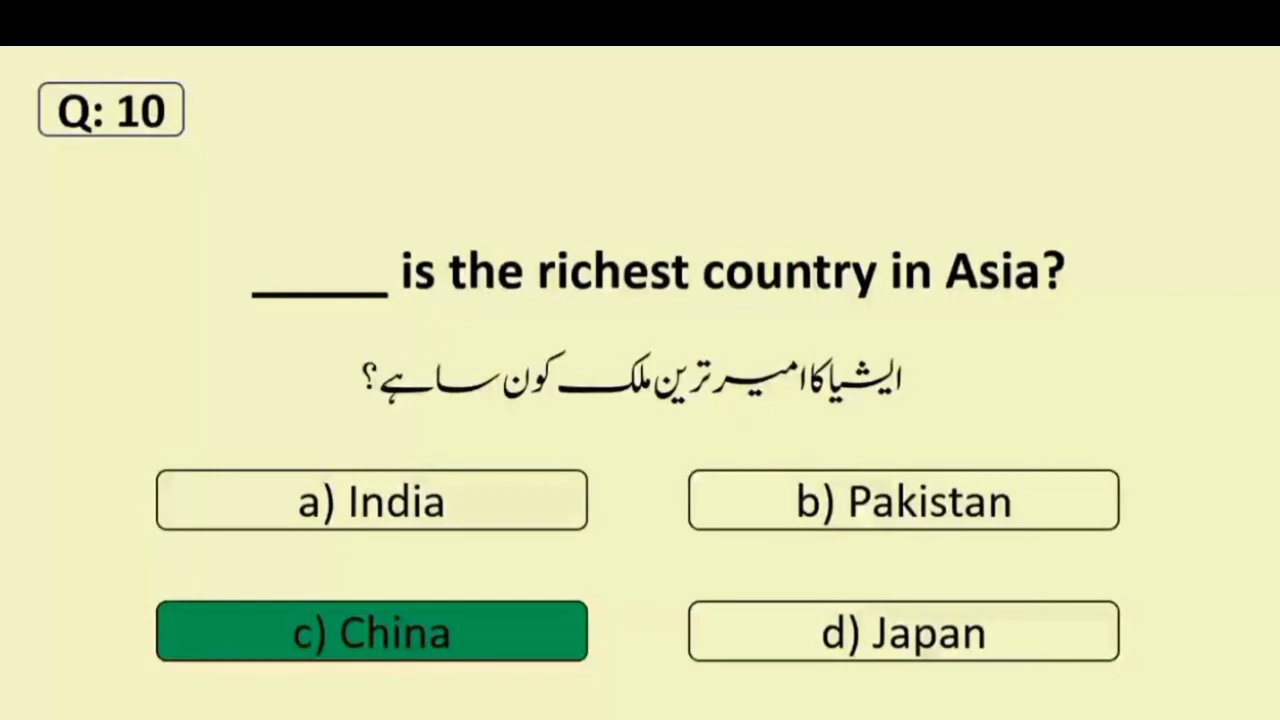 Q: 10
_____ is the richest country in Asia?
ایشیا کا امیر ترین ملک کون سا ہے؟
a) India
b) Pakistan
c) China
d) Japan